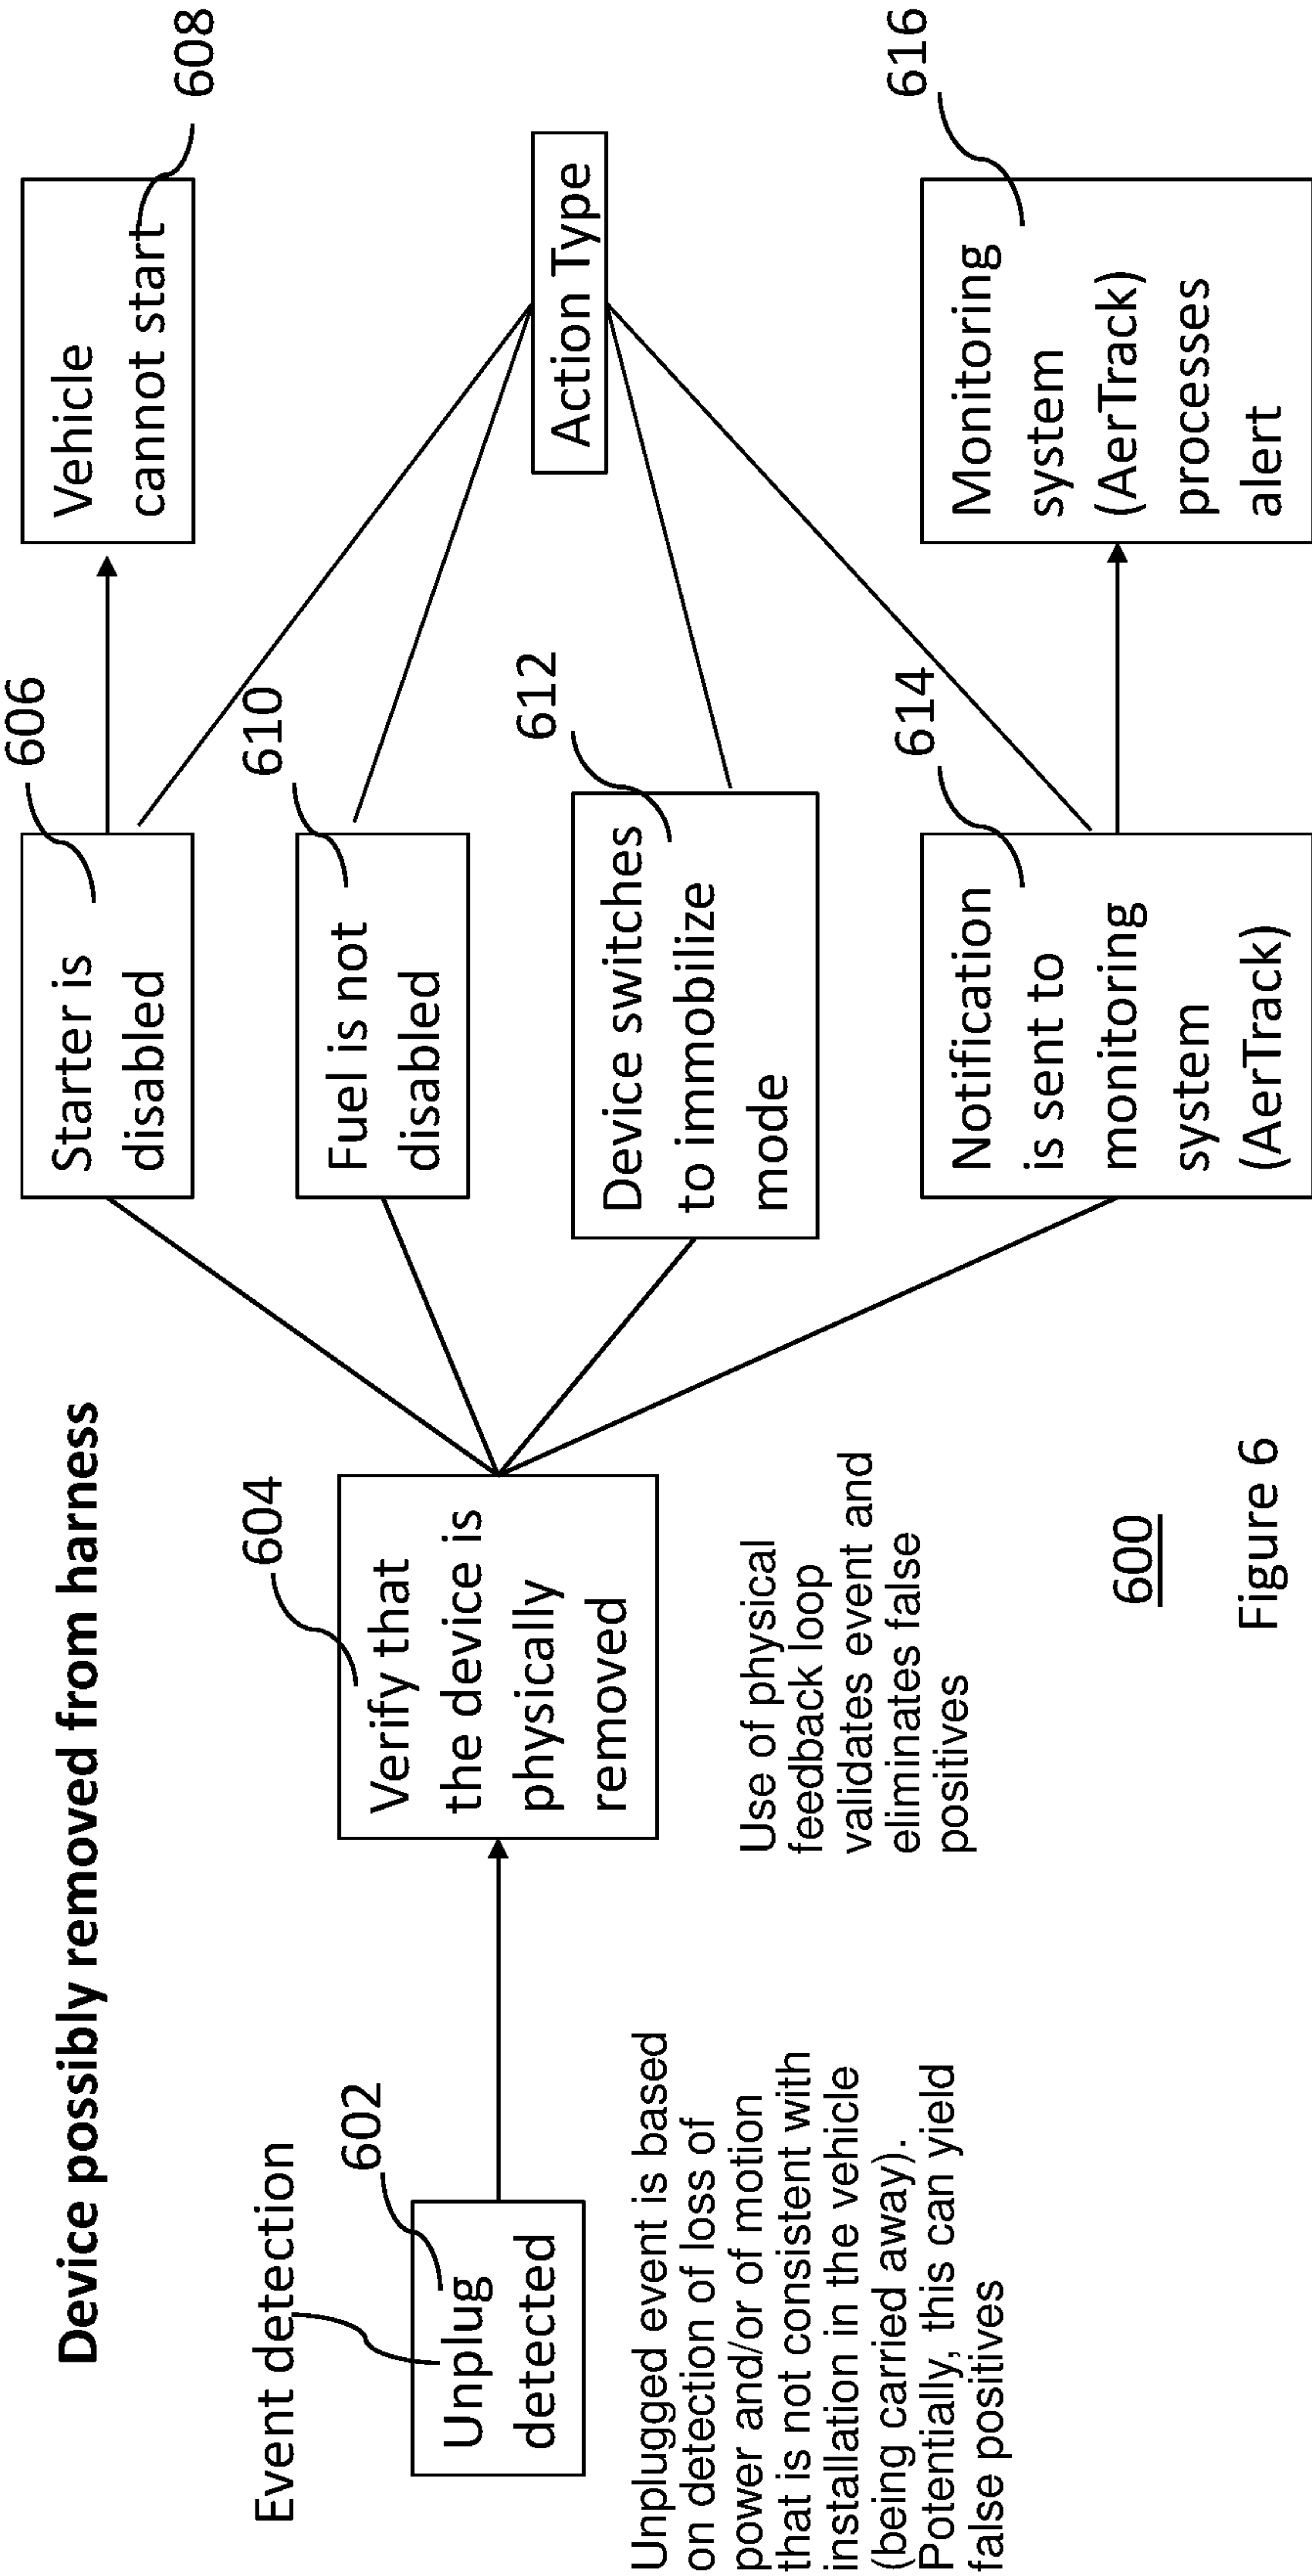 Device possibly removed from harness
Event detection
602
Unplug
detected
Unplugged event is based
on detection of loss of
power and/or of motion
that is not consistent with
installation in the vehicle
(being carried away).
Potentially, this can yield
false positives
604
Verify that
the device is
physically
removed
Use of physical
feedback loop
validates event and
eliminates false
positives
606
Starter is
disabled
608
Vehicle
cannot start
610
Fuel is not
disabled
612
Device switches
to immobilize
mode
Action Type
614
Notification
is sent to
monitoring
system
(AerTrack)
616
Monitoring
system
(AerTrack)
processes
alert
600
Figure 6